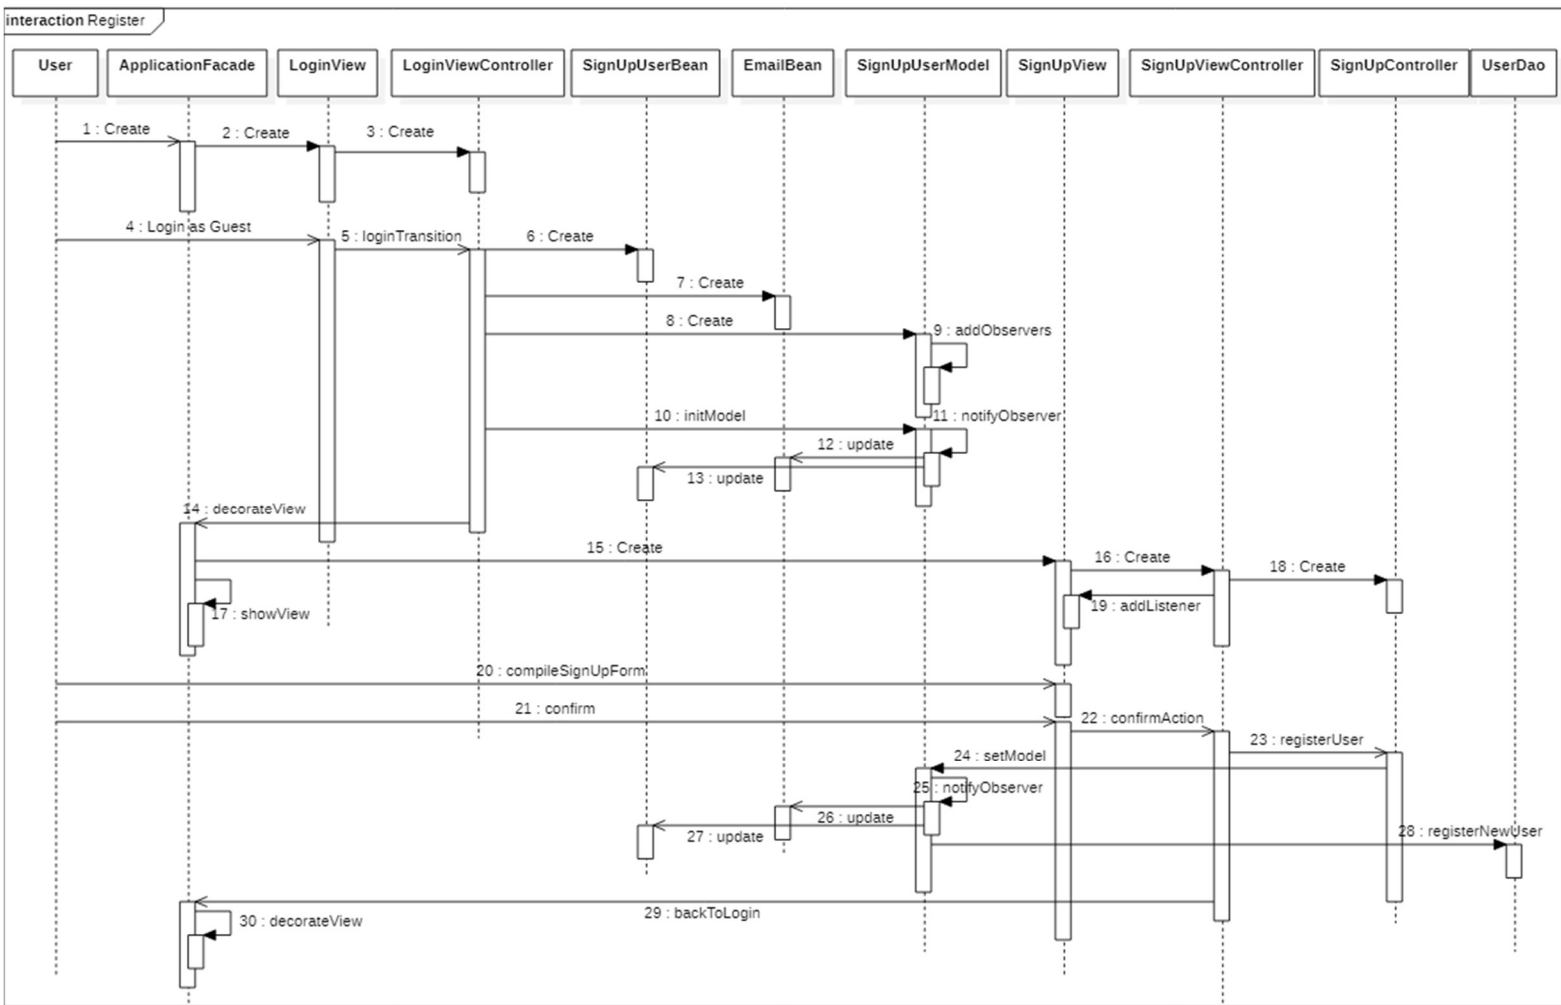 interaction Register
User
ApplicationFacade
LoginView
LoginViewController
SignUpUserBean
EmailBean
SignUpUserModel
SignUpView
SignUpViewController
SignUpController
UserDao
1 : Create
2 : Create
3 : Create
4 : Login as Guest
5 : loginTransition
6 : Create
7 : Create
8 : Create
9 : addObservers
10 : initModel
11 : notifyObserver
12 : update
13 : update
14 : decorateView
15 : Create
16 : Create
18 : Create
17 : showView
19 : addListener
20 : compileSignUpForm
21 : confirm
22 : confirmAction
23 : registerUser
24 : setModel
25 : notifyObserver
26 : update
27 : update
28 : registerNewUser
29 : backToLogin
30 : decorateView